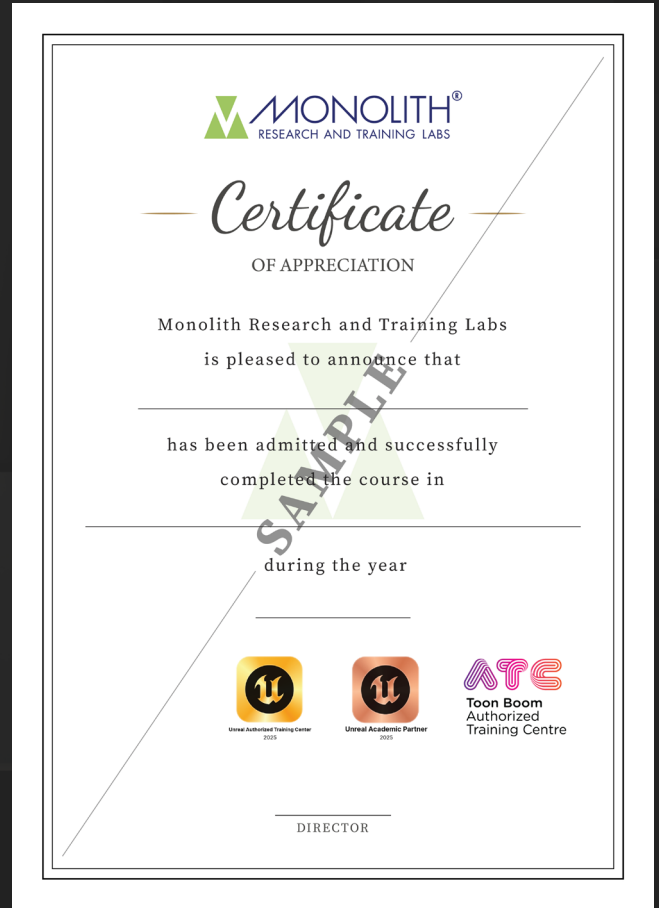 MONOLITH®
RESEARCH AND TRAINING LABS
Certificate
OF APPRECIATION
Monolith Research and Training Labs
is pleased to announce that
has been admitted and successfully
completed the course in
SAMPLE
during the year
Unreal Authorized Training Center
2025
Unreal Academic Partner
2025
ATC
Toon Boom
Authorized
Training Centre
DIRECTOR